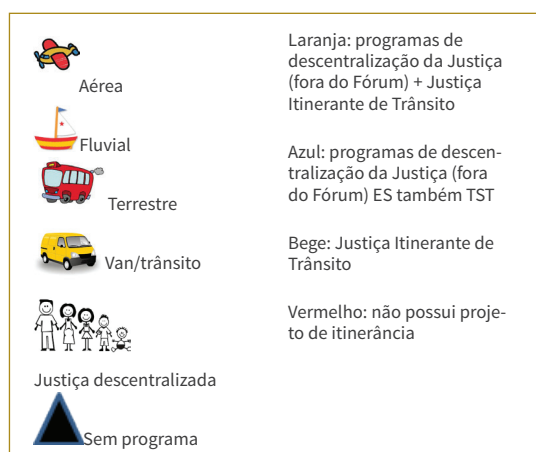 Aérea
Fluvial
Terrestre
Van/trânsito
Justiça descentralizada
Sem programa
Laranja: programas de
descentralização da Justiça
(fora do Fórum) + Justiça
Itinerante de Trânsito
Azul: programas de descen-
tralização da Justiça (fora
do Fórum) ES também TST
Bege: Justiça Itinerante de
Trânsito
Vermelho: não possui proje-
to de itinerância